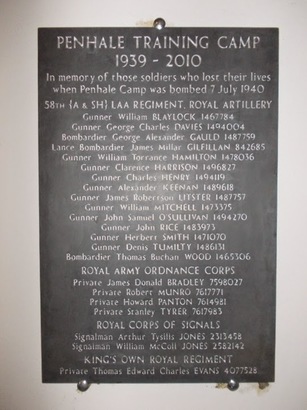 PENHALE TRAINING CAMP
1939 - 2010
In memory of those soldiers who lost their lives
when Penhale Camp was bombed 7 July 1940
58TH (A & SH) LAA REGIMENT, ROYAL ARTILLERY
Gunner William BLAYLOCK 1467784
Gunner George Charles DAVIES 1494004
Bombardier George Alexander GAULD 1487759
Lance Bombardier James Millar GILFILLAN 842685
Gunner William Torrance HAMILTON 1478036
Gunner Clarence HARRISON 1496827
Gunner Charles HENRY 1494119
Gunner Alexander KEENAN 1489618
Gunner James Robertson LISTER 1487757
Gunner William MITCHELL 1473375
Gunner John Samuel O'SULLIVAN 1494270
Gunner John RICE 1483973
Gunner Herbert SMITH 1471070
Gunner Denis TUMILTY 1486131
Bombardier Thomas Buchan WOOD 1465306
ROYAL ARMY ORDNANCE CORPS
Private James Donald BRADLEY 7598027
Private Robert MUNRO 7617771
Private Howard PANTON 7614981
Private Stanley TYRER 7617983
ROYAL CORPS OF SIGNALS
Signalman Arthur Tysilis JONES 2313458
Signalman William McColl JONES 2582142
KING'S OWN ROYAL REGIMENT
Private Thomas Edward Charles EVANS 4077528